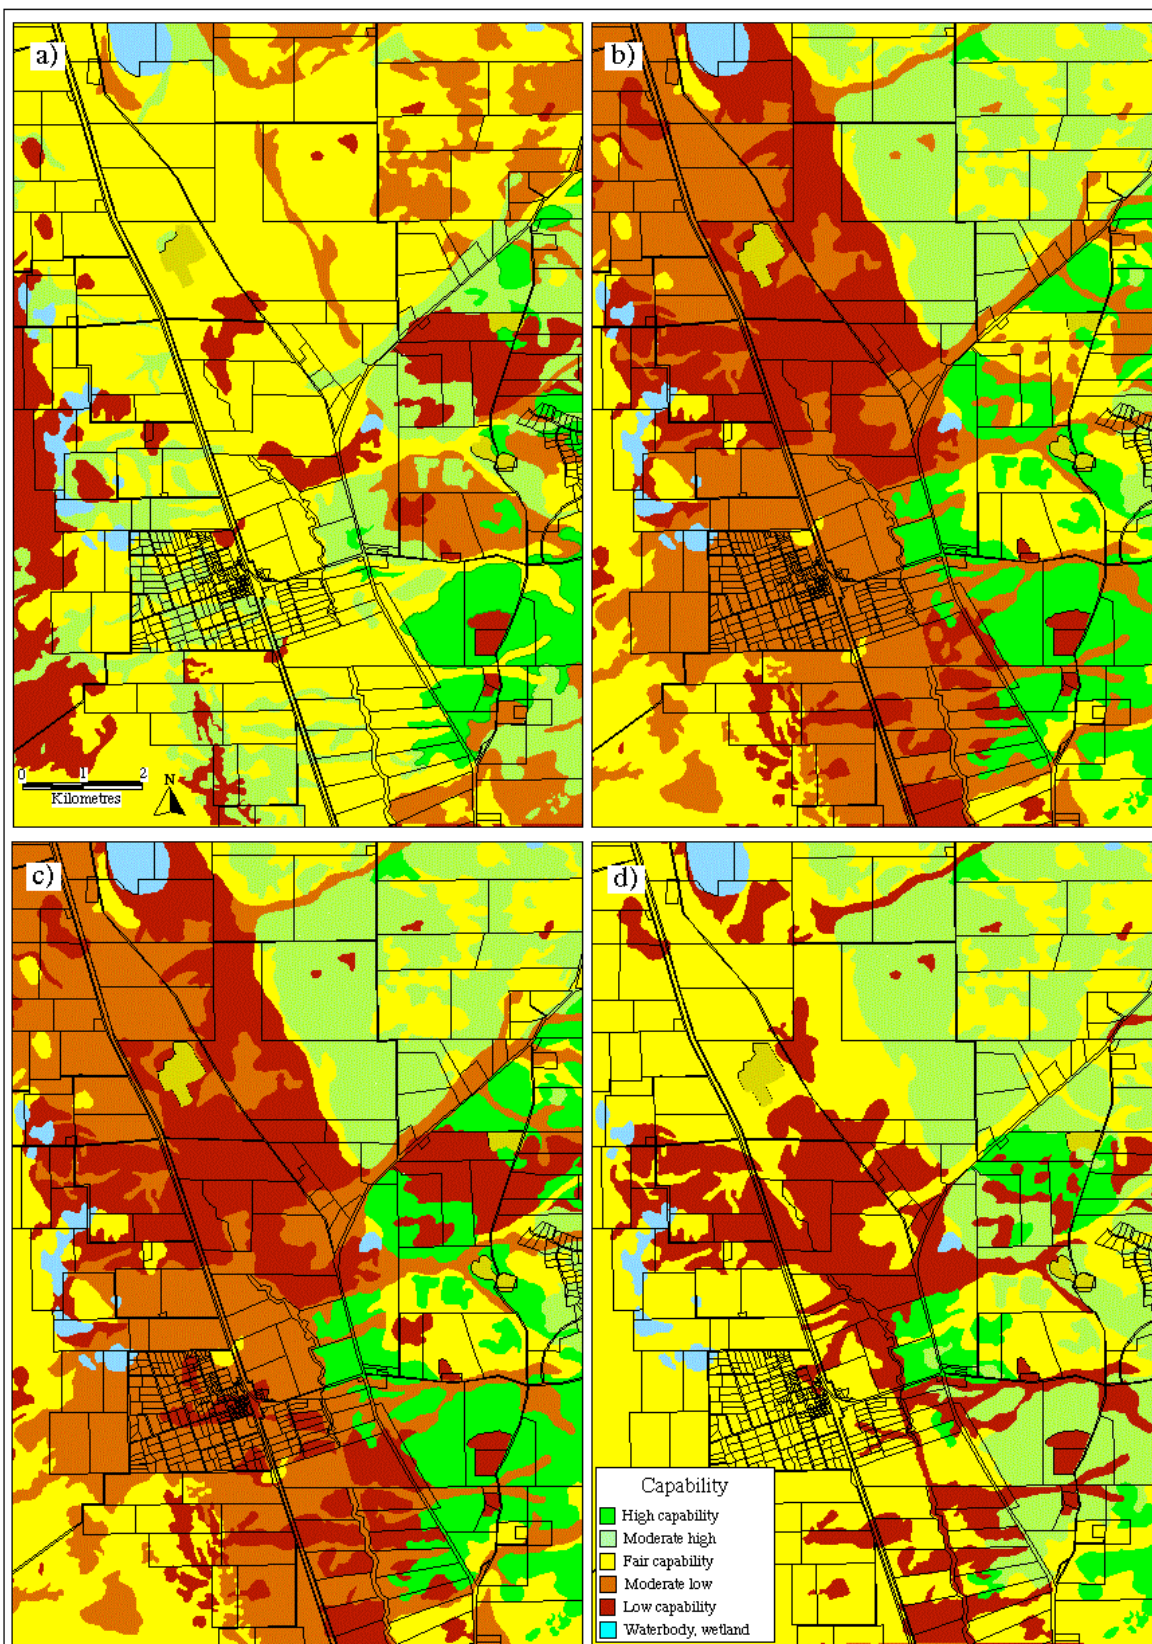 a)
b)
0 1 2
Kilometres
N
c)
d)
Capability
High capability
Moderate high
Fair capability
Moderate low
Low capability
Waterbody, wetland